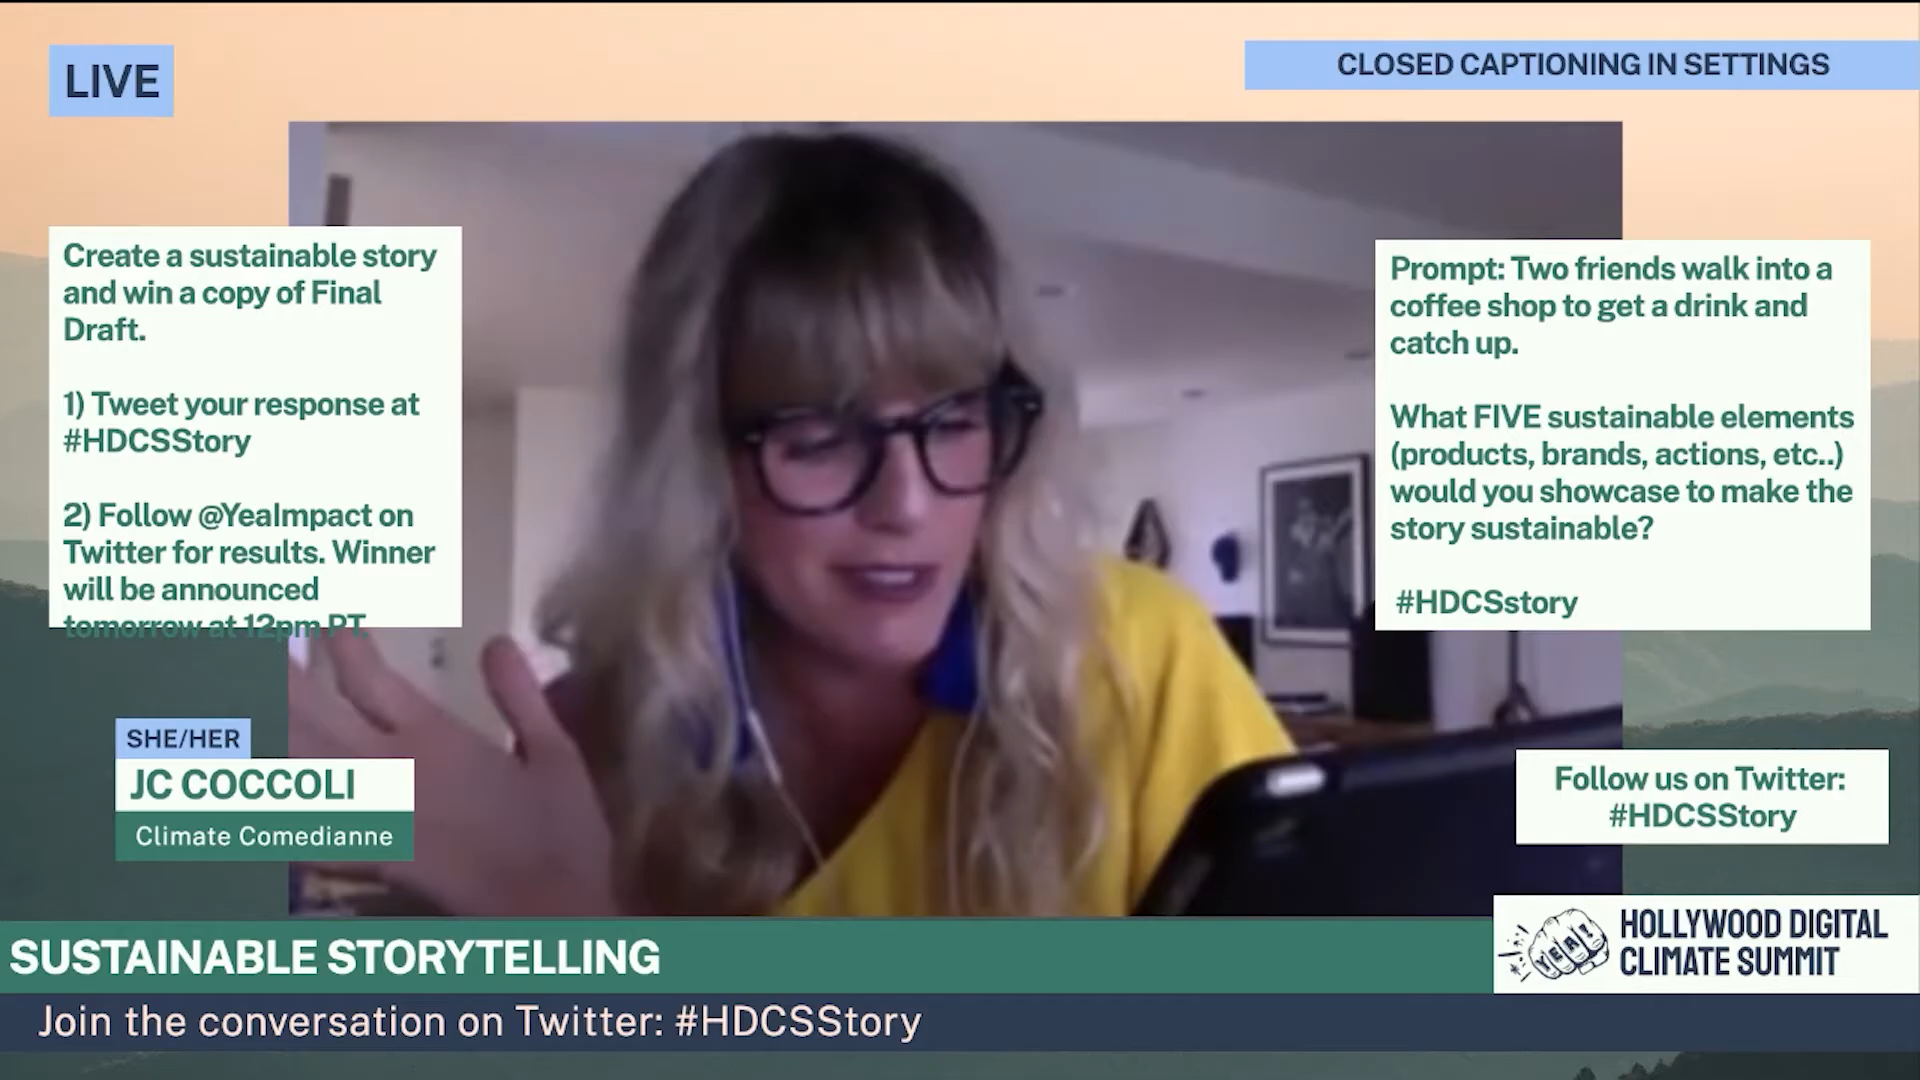 LIVE
CLOSED CAPTIONING IN SETTINGS
Create a sustainable story
and win a copy of Final
Draft.
1) Tweet your response at
#HDCSStory
2) Follow @YeaImpact on
Twitter for results. Winner
will be announced
tomorrow at 12pm PT.
Prompt: Two friends walk into a
coffee shop to get a drink and
catch up.
What FIVE sustainable elements
(products, brands, actions, etc..)
would you showcase to make the
story sustainable?
#HDCSstory
SHE/HER
JC COCCOLI
Climate Comedianne
Follow us on Twitter:
#HDCSStory
SUSTAINABLE STORYTELLING
YEA!
HOLLYWOOD DIGITAL
CLIMATE SUMMIT
Join the conversation on Twitter: #HDCSStory